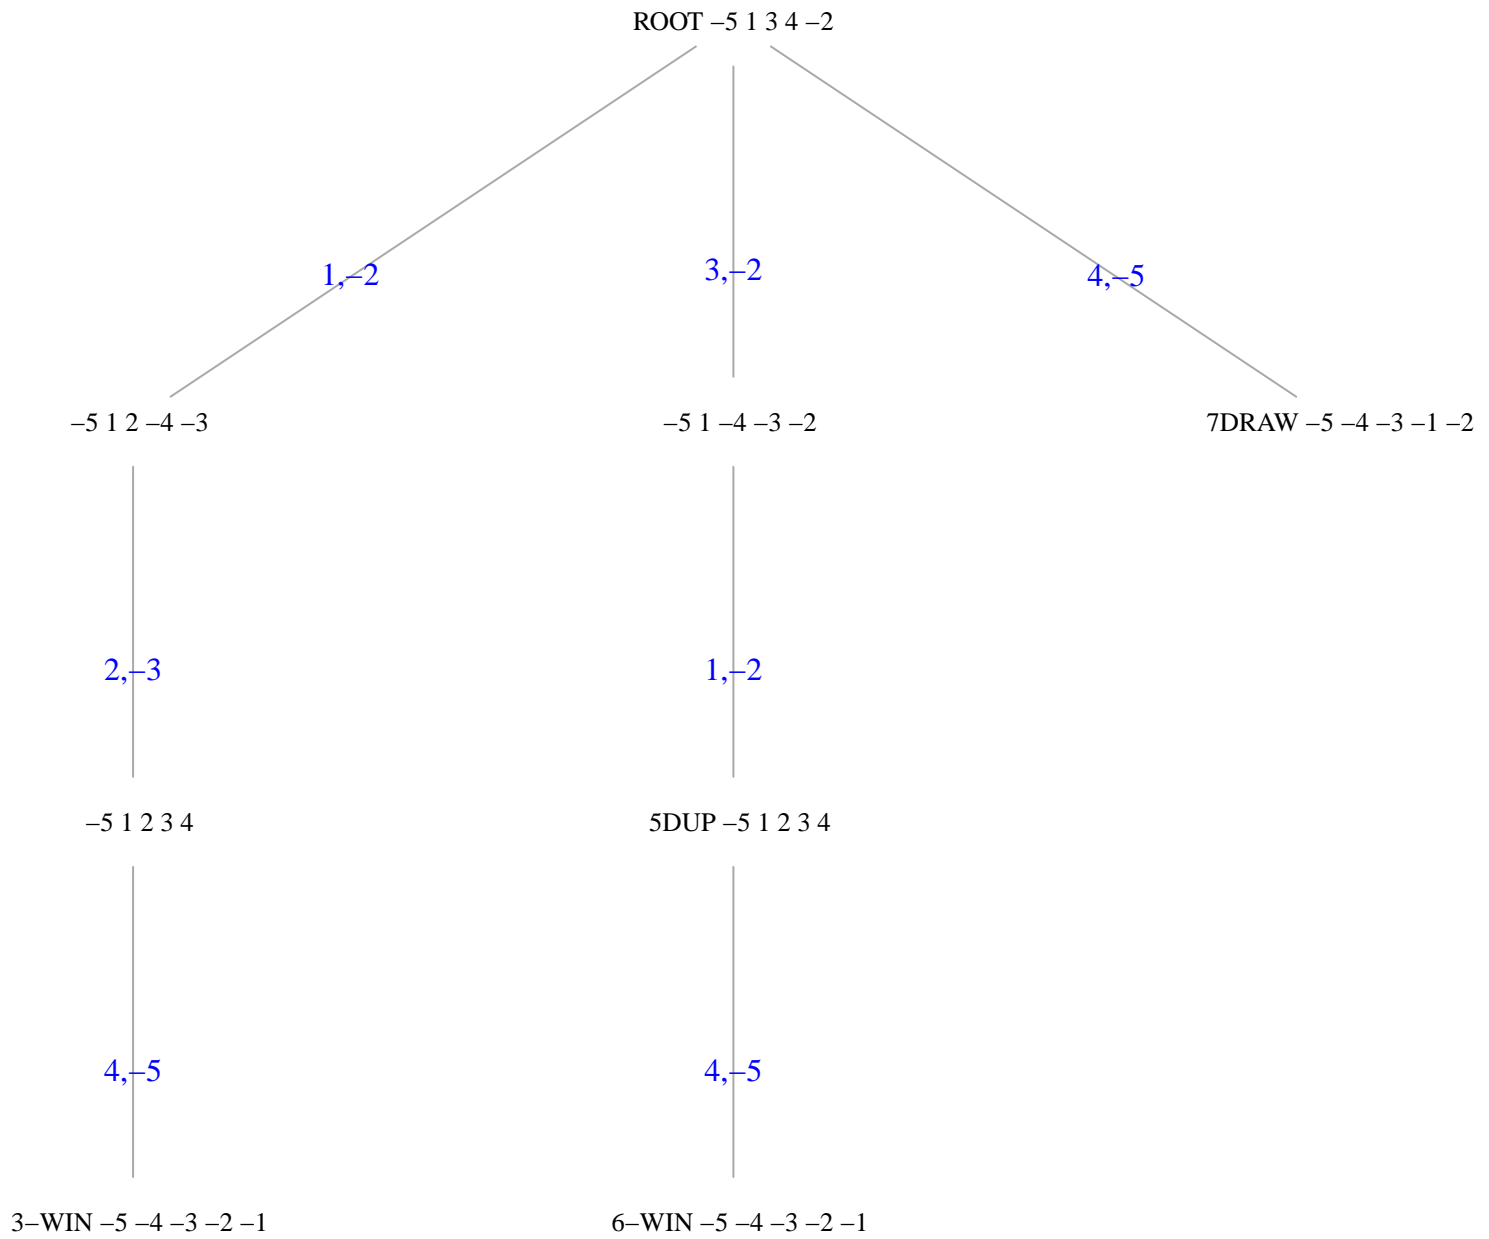 ROOT –5 1 3 4 –2
1,–2
3,–2
4,–5
–5 1 2 –4 –3
–5 1 –4 –3 –2
7DRAW –5 –4 –3 –1 –2
2,–3
1,–2
–5 1 2 3 4
5DUP –5 1 2 3 4
4,–5
4,–5
3–WIN –5 –4 –3 –2 –1
6–WIN –5 –4 –3 –2 –1